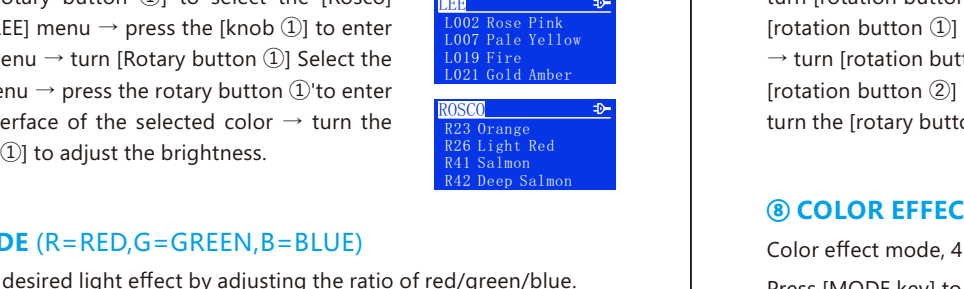 otary button ①] to select the [Rosco]
EE] menu → press the [knob ①] to enter
enu → turn [Rotary button ①] Select the
enu → press the rotary button ①'to enter
erface of the selected color → turn the
①] to adjust the brightness.
LEE
L002 Rose Pink
L007 Pale Yellow
L019 Fire
L021 Gold Amber
ROSCO
R23 Orange
R26 Light Red
R41 Salmon
R42 Deep Salmon
DE (R=RED,G=GREEN,B=BLUE)
desired light effect by adjusting the ratio of red/green/blue.
turn [rotation button
[rotation button ①]
→ turn [rotation but
[rotation button ②]
turn the [rotary butto
⑧ COLOR EFFEC
Color effect mode, 4
Press [MODE key] to